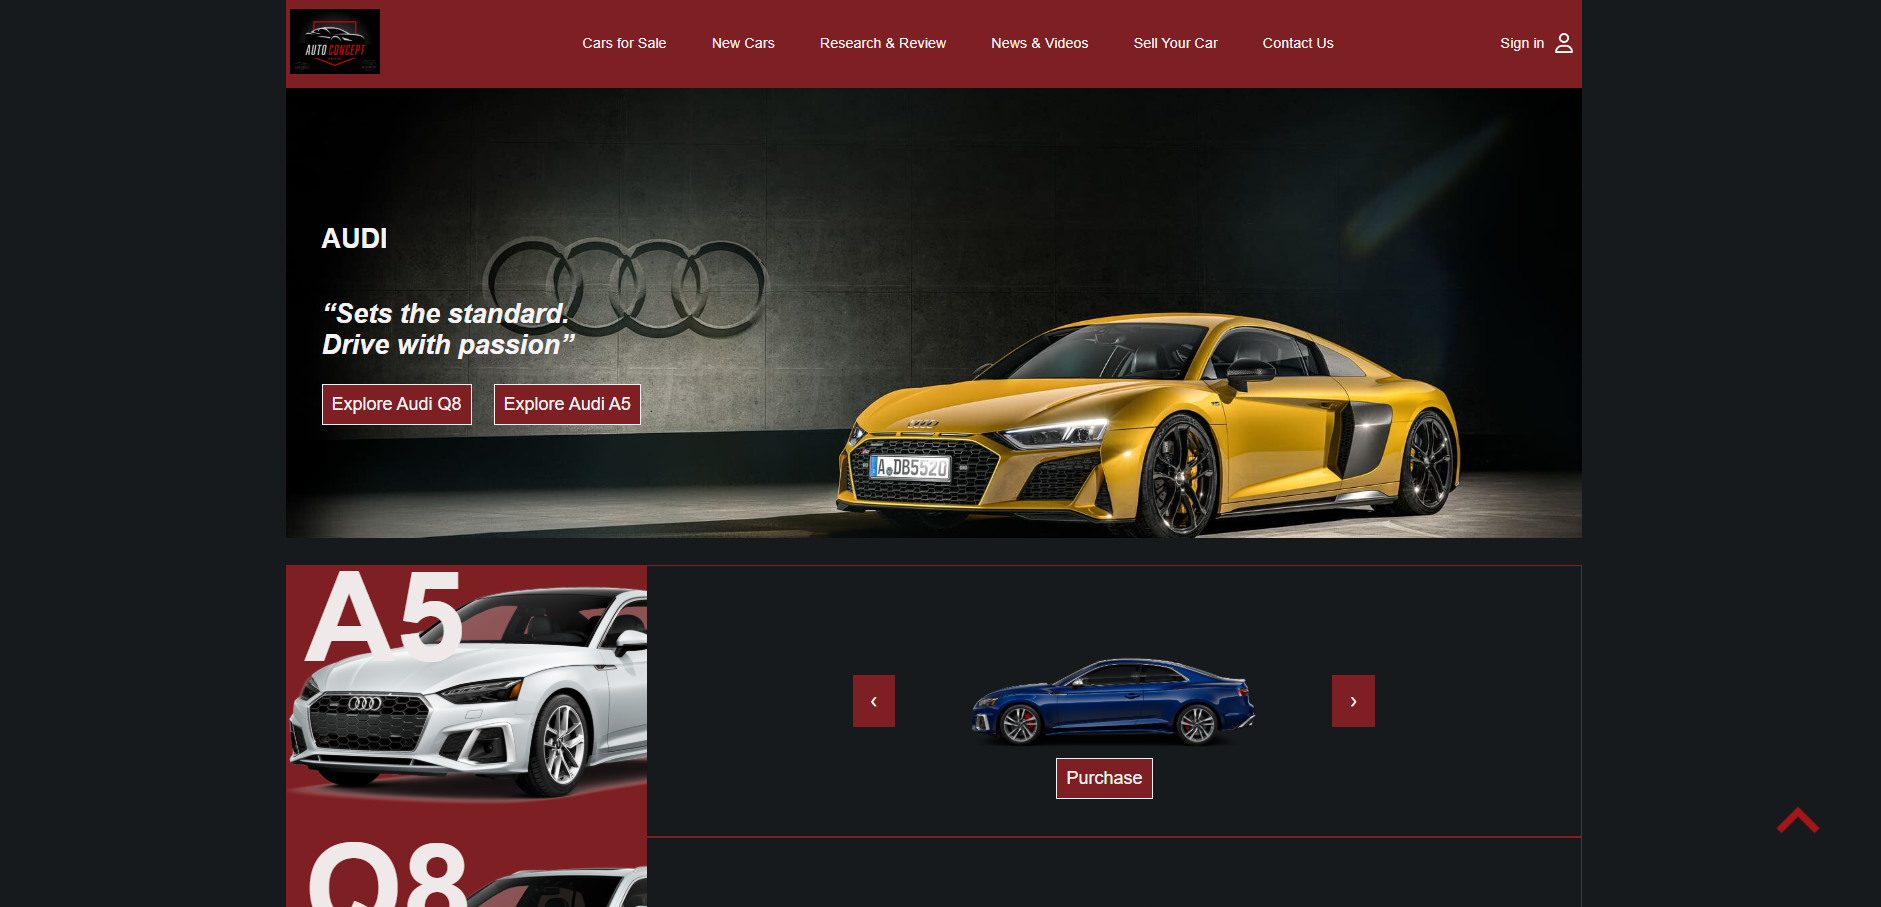 AUTO CONCEPT
Cars for Sale
New Cars
Research & Review
News & Videos
Sell Your Car
Contact Us
Sign in
AUDI
“Sets the standard.
Drive with passion”
Explore Audi Q8
Explore Audi A5
A DB5520
A5
‹
›
Purchase
Q8